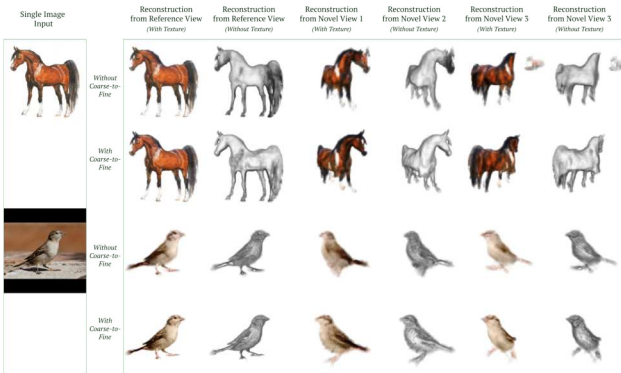 Single Image
Input
Reconstruction
from Reference View
(With Texture)
Reconstruction
from Reference View
(Without Texture)
Reconstruction
from Novel View 1
(With Texture)
Reconstruction
from Novel View 2
(Without Texture)
Reconstruction
from Novel View 3
(With Texture)
Reconstruction
from Novel View 3
(Without Texture)
Without
Coarse-to-
Fine
With
Coarse-to-
Fine
Without
Coarse-to-
Fine
With
Coarse-to-
Fine